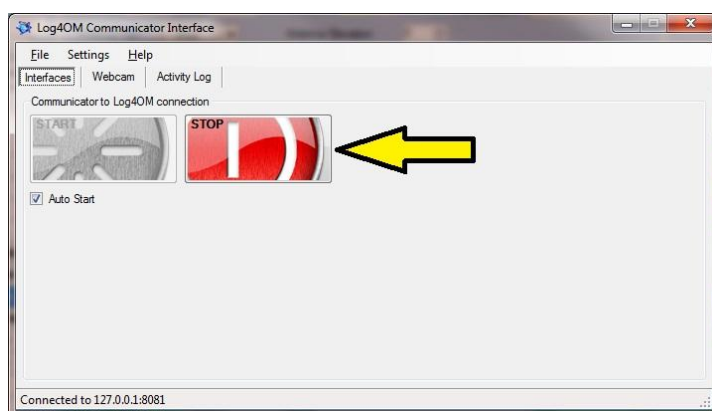 Log4OM Communicator Interface
File Settings Help
Interfaces Webcam Activity Log
Communicator to Log4OM connection
START STOP
Auto Start
Connected to 127.0.0.1:8081